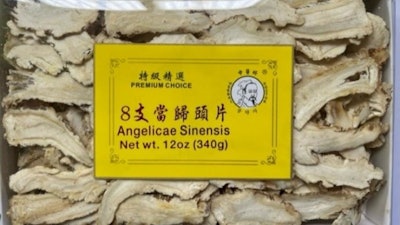 特級精選
PREMIUM CHOICE
8支當歸頭片
Angelicae Sinensis
Net wt. 12oz (340g)